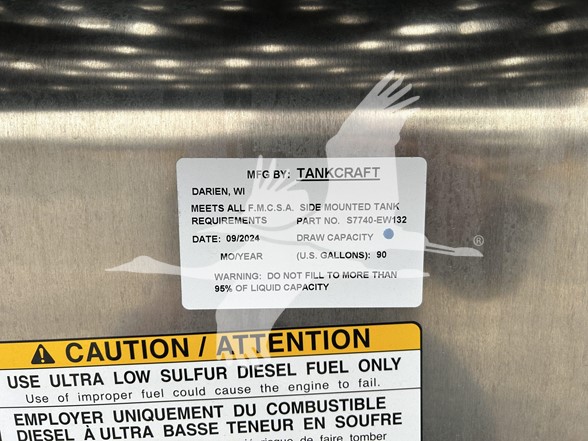 MFG BY: TANKCRAFT
DARIEN, WI
MEETS ALL F.M.C.S.A. SIDE MOUNTED TANK
REQUIREMENTS PART NO. S7740-EW132
DATE: 09/2024 DRAW CAPACITY
MO/YEAR (U.S. GALLONS): 90
WARNING: DO NOT FILL TO MORE THAN
95% OF LIQUID CAPACITY
®
CAUTION / ATTENTION
USE ULTRA LOW SULFUR DIESEL FUEL ONLY
Use of improper fuel could cause the engine to fail.
EMPLOYER UNIQUEMENT DU COMBUSTIBLE
DIESEL À ULTRA BASSE TENEUR EN SOUFRE
de faire tomber